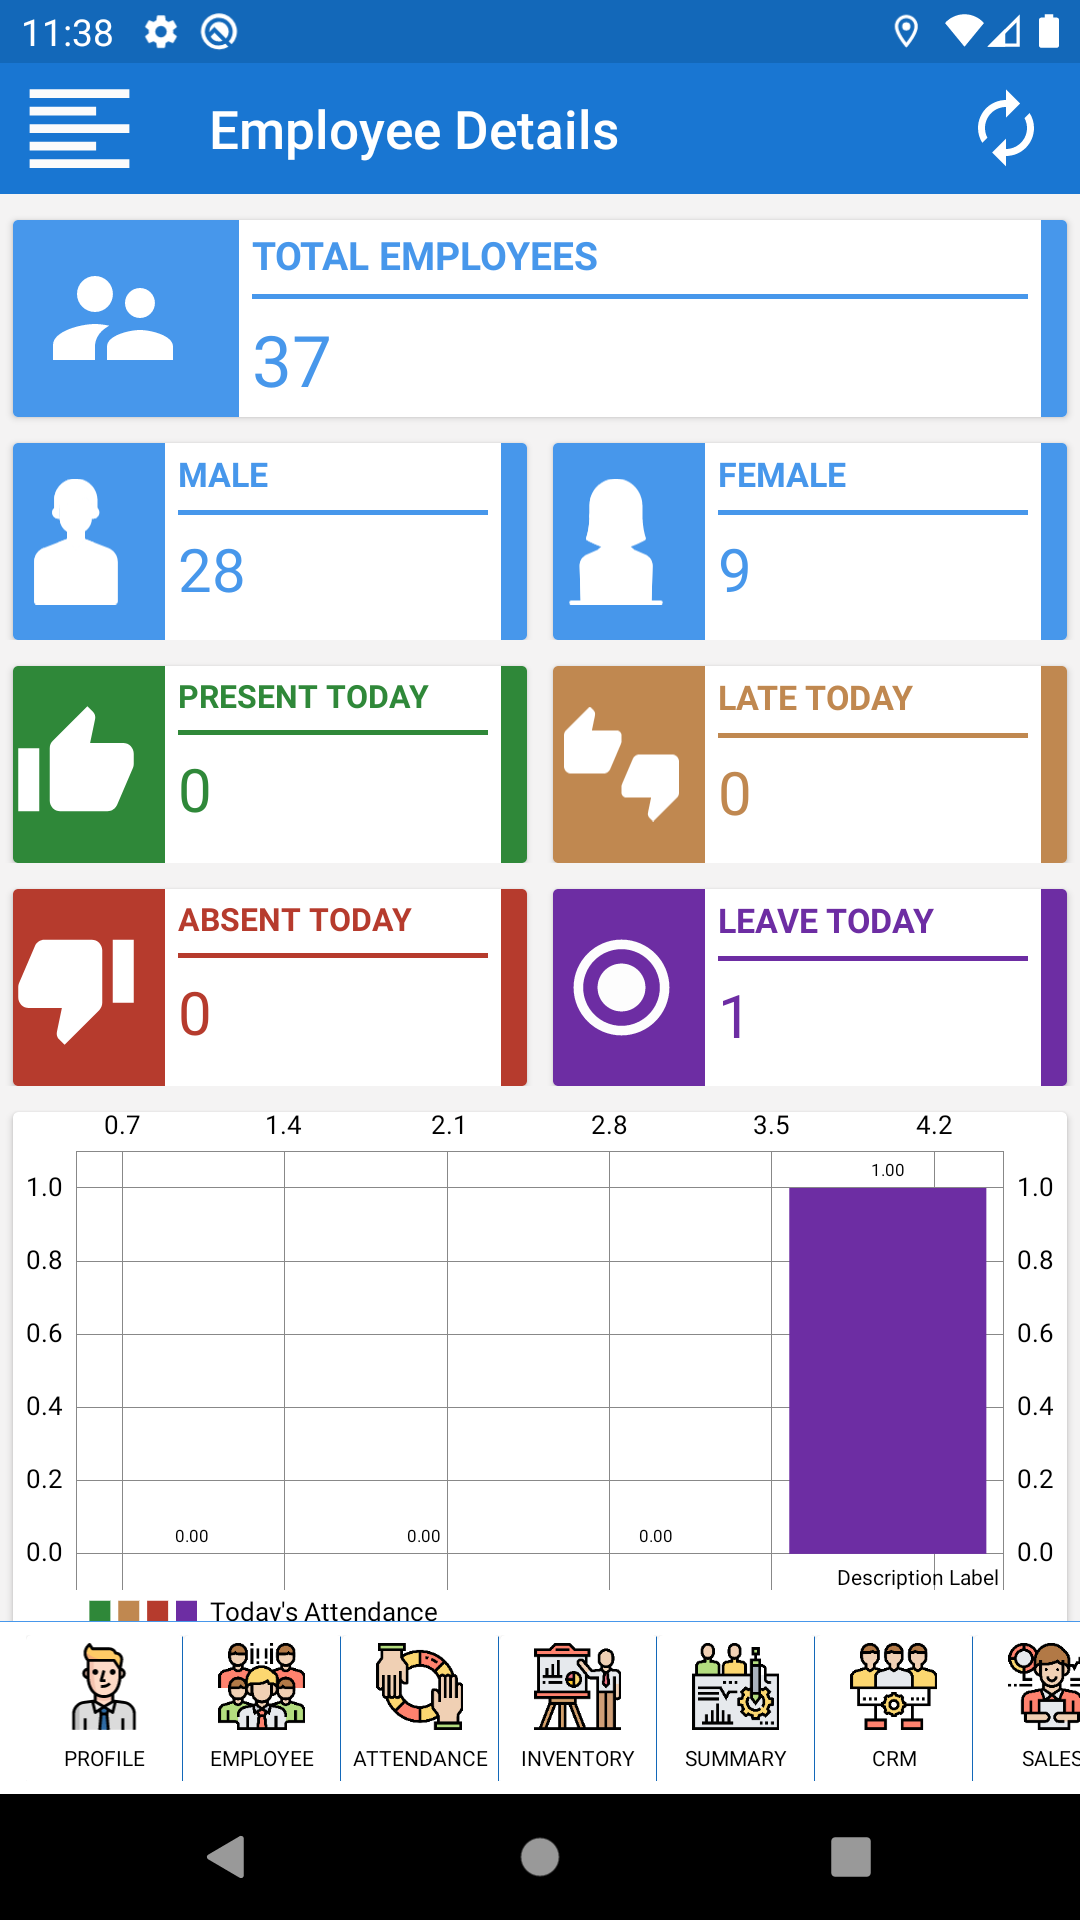 11:38
Employee Details
TOTAL EMPLOYEES
37
MALE
28
FEMALE
9
PRESENT TODAY
0
LATE TODAY
0
ABSENT TODAY
0
LEAVE TODAY
1
0.7 1.4 2.1 2.8 3.5 4.2
1.00
1.0 1.0
0.8 0.8
0.6 0.6
0.4 0.4
0.2 0.2
0.00 0.00 0.00
0.0 0.0
Description Label
Today's Attendance
PROFILE EMPLOYEE ATTENDANCE INVENTORY SUMMARY CRM SALES